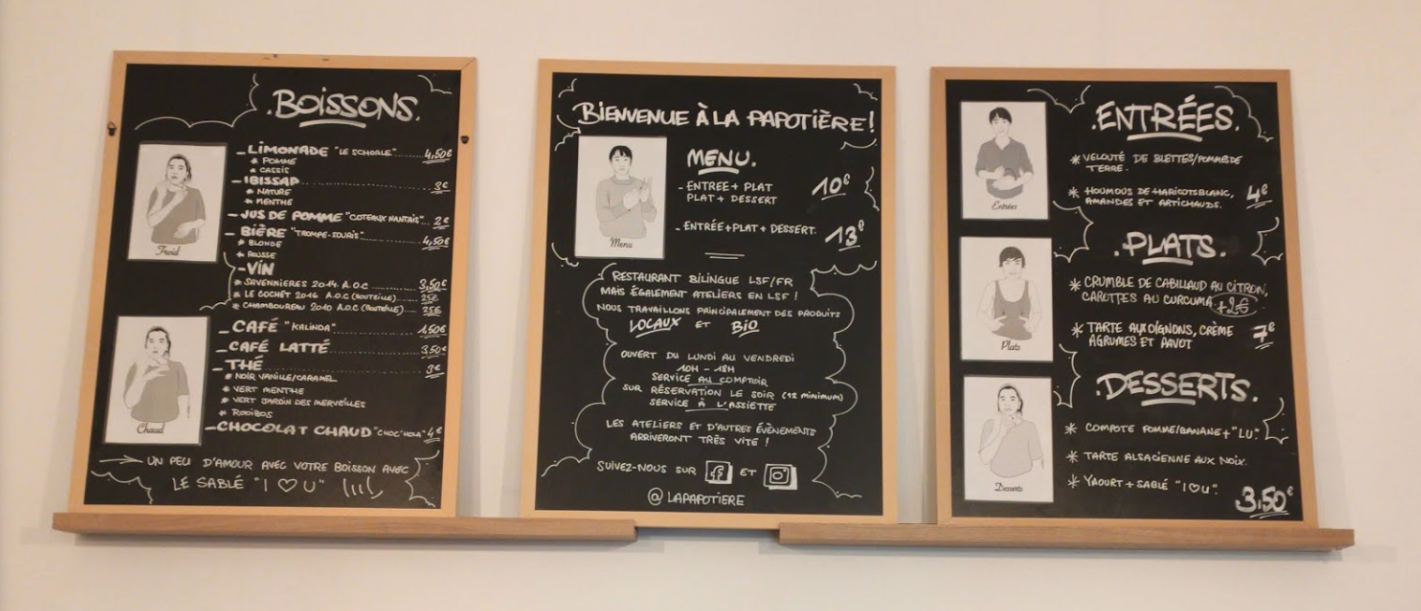 BOISSONS.
Froid
- LIMONADE "LE SCHORLE" ........ 4,50€
* POMME
* CASSIS
- IBISSAP ........ 3€
* NATURE
* MENTHE
- JUS DE POMME "COTEAUX NANTAIS" .. 2€
- BIÈRE "TROMPE-SOURIS" ........ 4,50€
* BLONDE
* ROUSSE
- VIN
* SAVENNIERES 2014 A.O.C ........ 3,50€
* LE COCHET 2016 A.O.C (BOUTEILLE) ..... 25€
* CHAMBOUREAU 2010 A.O.C (BOUTEILLE) .... 35€
Chaud
- CAFÉ "KALINDA" ........ 1,50€
- CAFÉ LATTÉ ........ 3,50€
- THÉ ........ 3€
* NOIR VANILLE/CARAMEL
* VERT MENTHE
* VERT JARDIN DES MERVEILLES
* ROOIBOS
- CHOCOLAT CHAUD "CHOC'NOLA" 4€
UN PEU D'AMOUR AVEC VOTRE BOISSON AVEC
LE SABLÉ "I ♡ U"
BIENVENUE À LA PAPOTIÈRE!
Menu
MENU.
- ENTREE + PLAT
PLAT + DESSERT
10€
- ENTRÉE + PLAT + DESSERT. 13€
RESTAURANT BILINGUE LSF/FR
MAIS ÉGALEMENT ATELIERS EN LSF !
NOUS TRAVAILLONS PRINCIPALEMENT DES PRODUITS
LOCAUX ET BIO
OUVERT DU LUNDI AU VENDREDI
10H - 18H
SERVICE AU COMPTOIR
SUR RÉSERVATION LE SOIR (12 MINIMUM)
SERVICE À L'ASSIETTE
LES ATELIERS ET D'AUTRES ÉVÈNEMENTS
ARRIVERONT TRÈS VITE !
SUIVEZ-NOUS SUR f ET
@ LAPAPOTIERE
.ENTRÉES.
Entrées
* VELOUTÉ DE BLETTES/POMMES DE
TERRE.
* HOUMOUS DE HARICOTS BLANC,
AMANDES ET ARTICHAUDS.
4€
.PLATS.
Plats
* CRUMBLE DE CABILLAUD AU CITRON,
CAROTTES AU CURCUMA. +2€
* TARTE AUX OIGNONS, CRÈME
AGRUMES ET PAVOT
7€
.DESSERTS.
Desserts
* COMPOTE POMME/BANANE + "LU".
* TARTE ALSACIENNE AUX NOIX.
* YAOURT + SABLÉ "I♡U".
3,50€